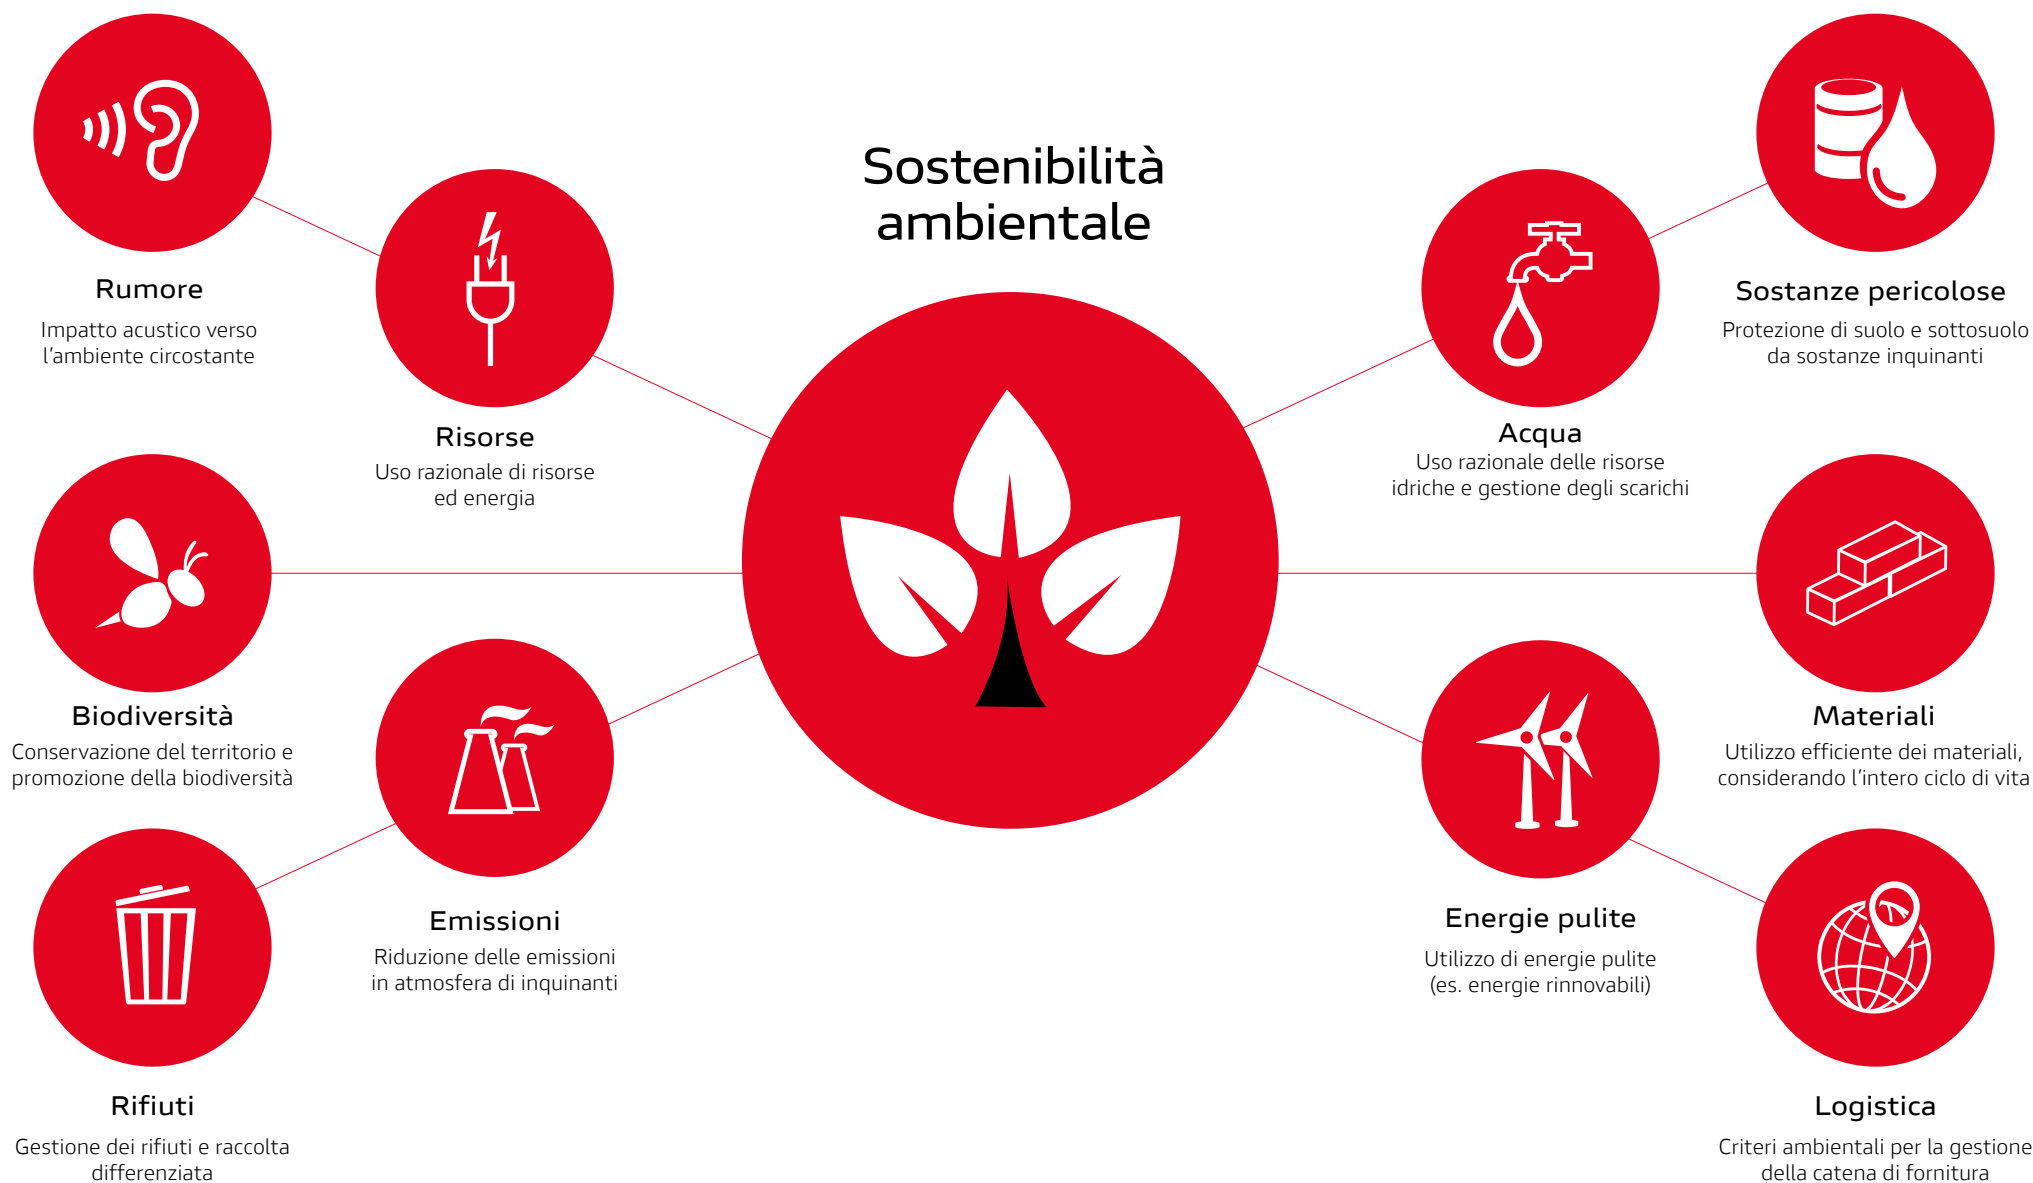 Sostenibilità
ambientale
Rumore
Impatto acustico verso
l'ambiente circostante
Risorse
Uso razionale di risorse
ed energia
Biodiversità
Conservazione del territorio e
promozione della biodiversità
Emissioni
Riduzione delle emissioni
in atmosfera di inquinanti
Rifiuti
Gestione dei rifiuti e raccolta
differenziata
Sostanze pericolose
Protezione di suolo e sottosuolo
da sostanze inquinanti
Acqua
Uso razionale delle risorse
idriche e gestione degli scarichi
Materiali
Utilizzo efficiente dei materiali,
considerando l'intero ciclo di vita
Energie pulite
Utilizzo di energie pulite
(es. energie rinnovabili)
Logistica
Criteri ambientali per la gestione
della catena di fornitura